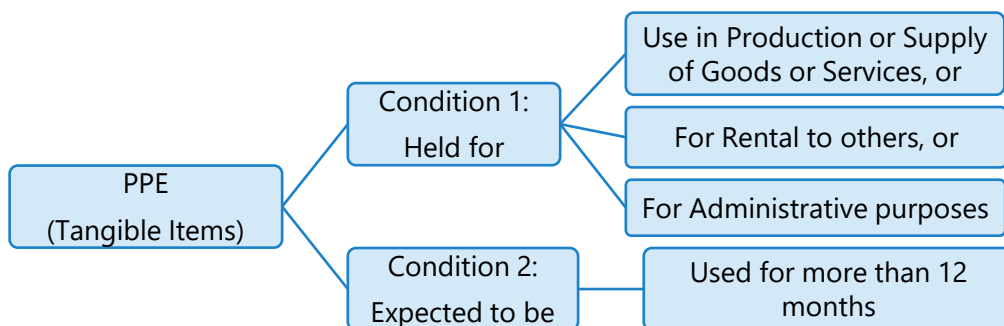 PPE
(Tangible Items)
Condition 1:
Held for
Use in Production or Supply
of Goods or Services, or
For Rental to others, or
For Administrative purposes
Condition 2:
Expected to be
Used for more than 12
months